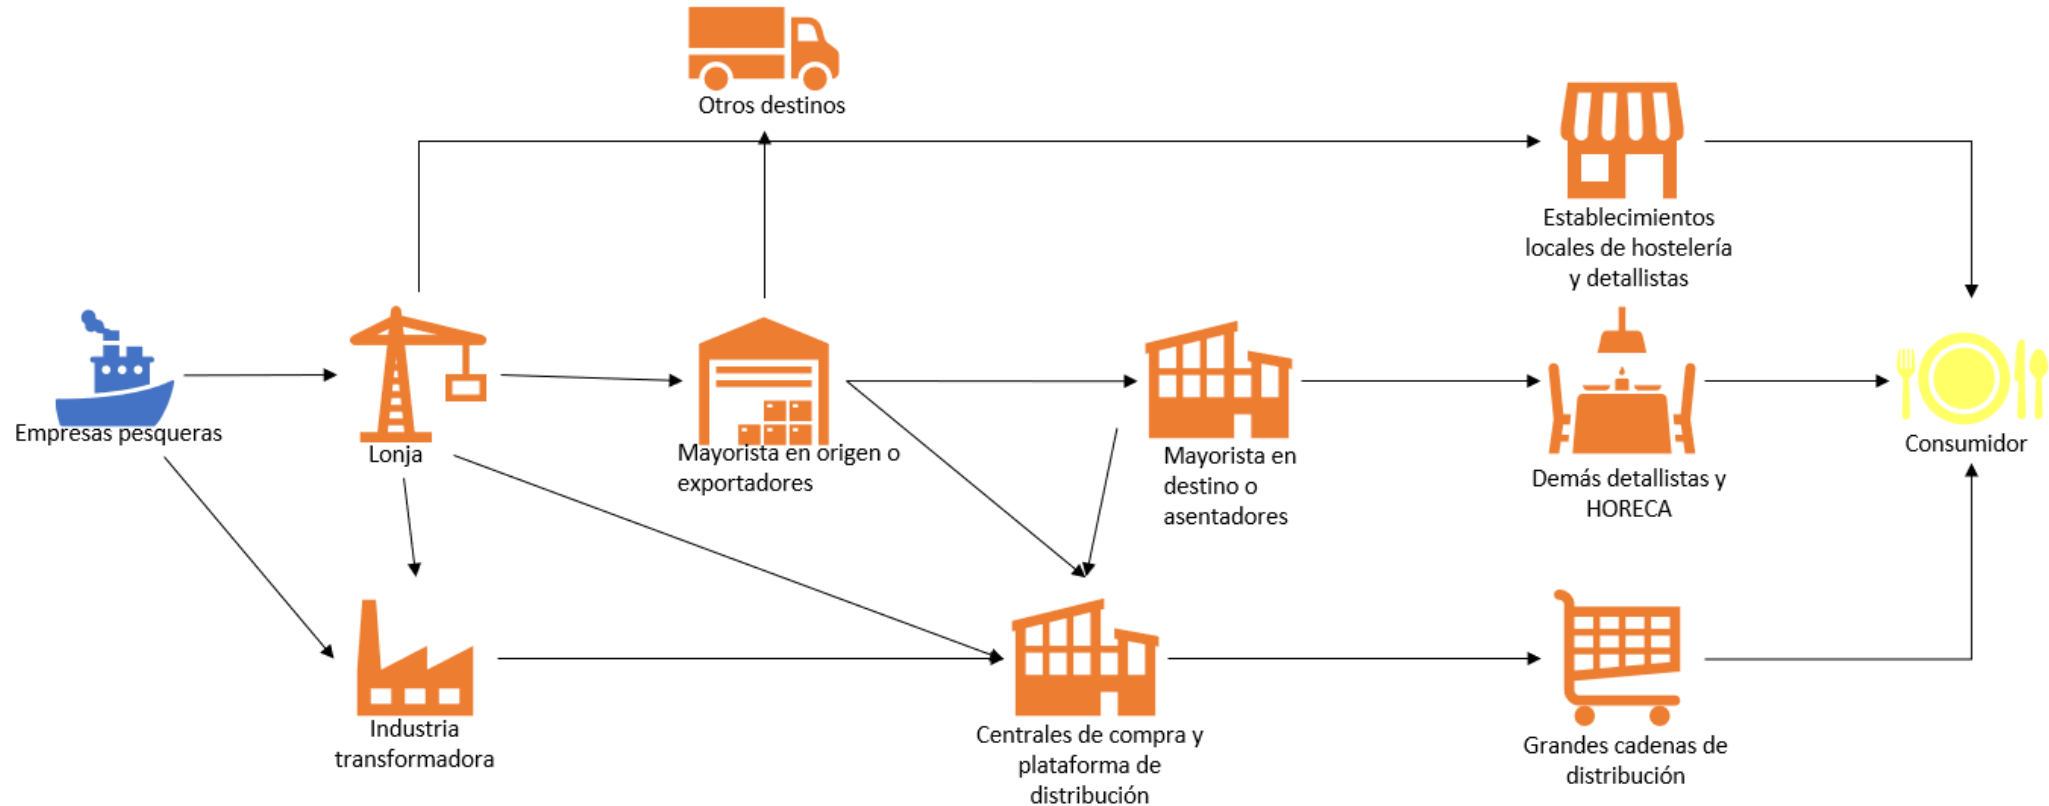 Otros destinos
Establecimientos
locales de hostelería
y detallistas
Empresas pesqueras
Lonja
Mayorista en origen o
exportadores
Mayorista en
destino o
asentadores
Demás detallistas y
HORECA
Consumidor
Industria
transformadora
Centrales de compra y
plataforma de
distribución
Grandes cadenas de
distribución